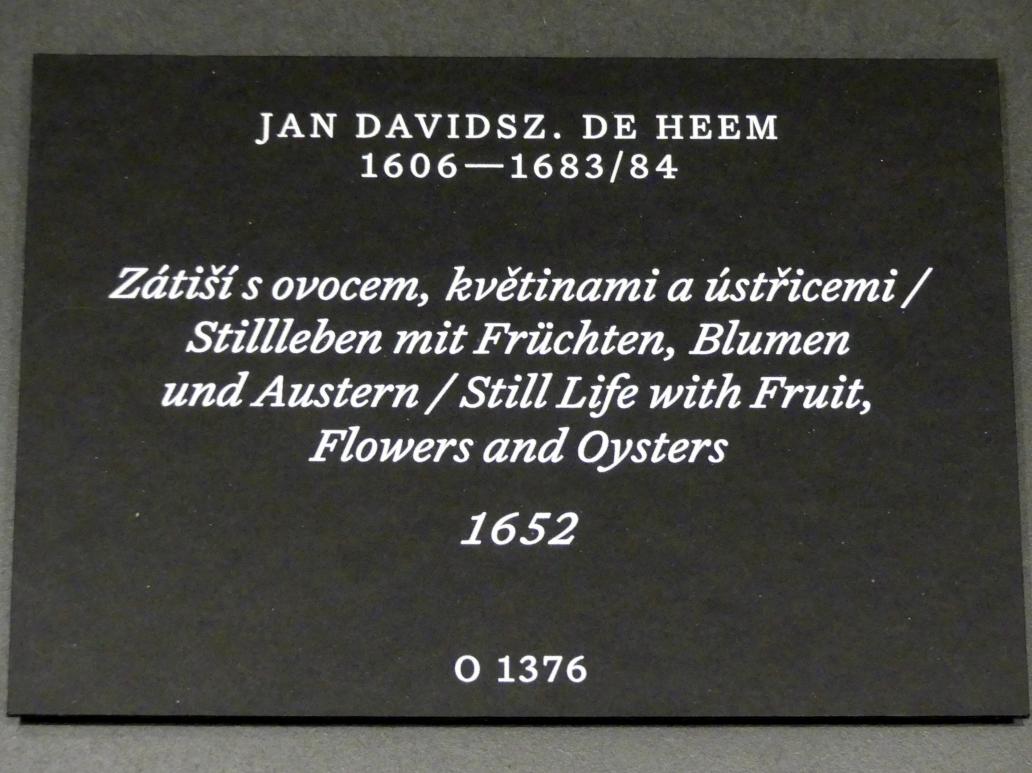 JAN DAVIDSZ. DE HEEM
1606—1683/84
Zátiší s ovocem, květinami a ústřicemi /
Stillleben mit Früchten, Blumen
und Austern / Still Life with Fruit,
Flowers and Oysters
1652
O 1376